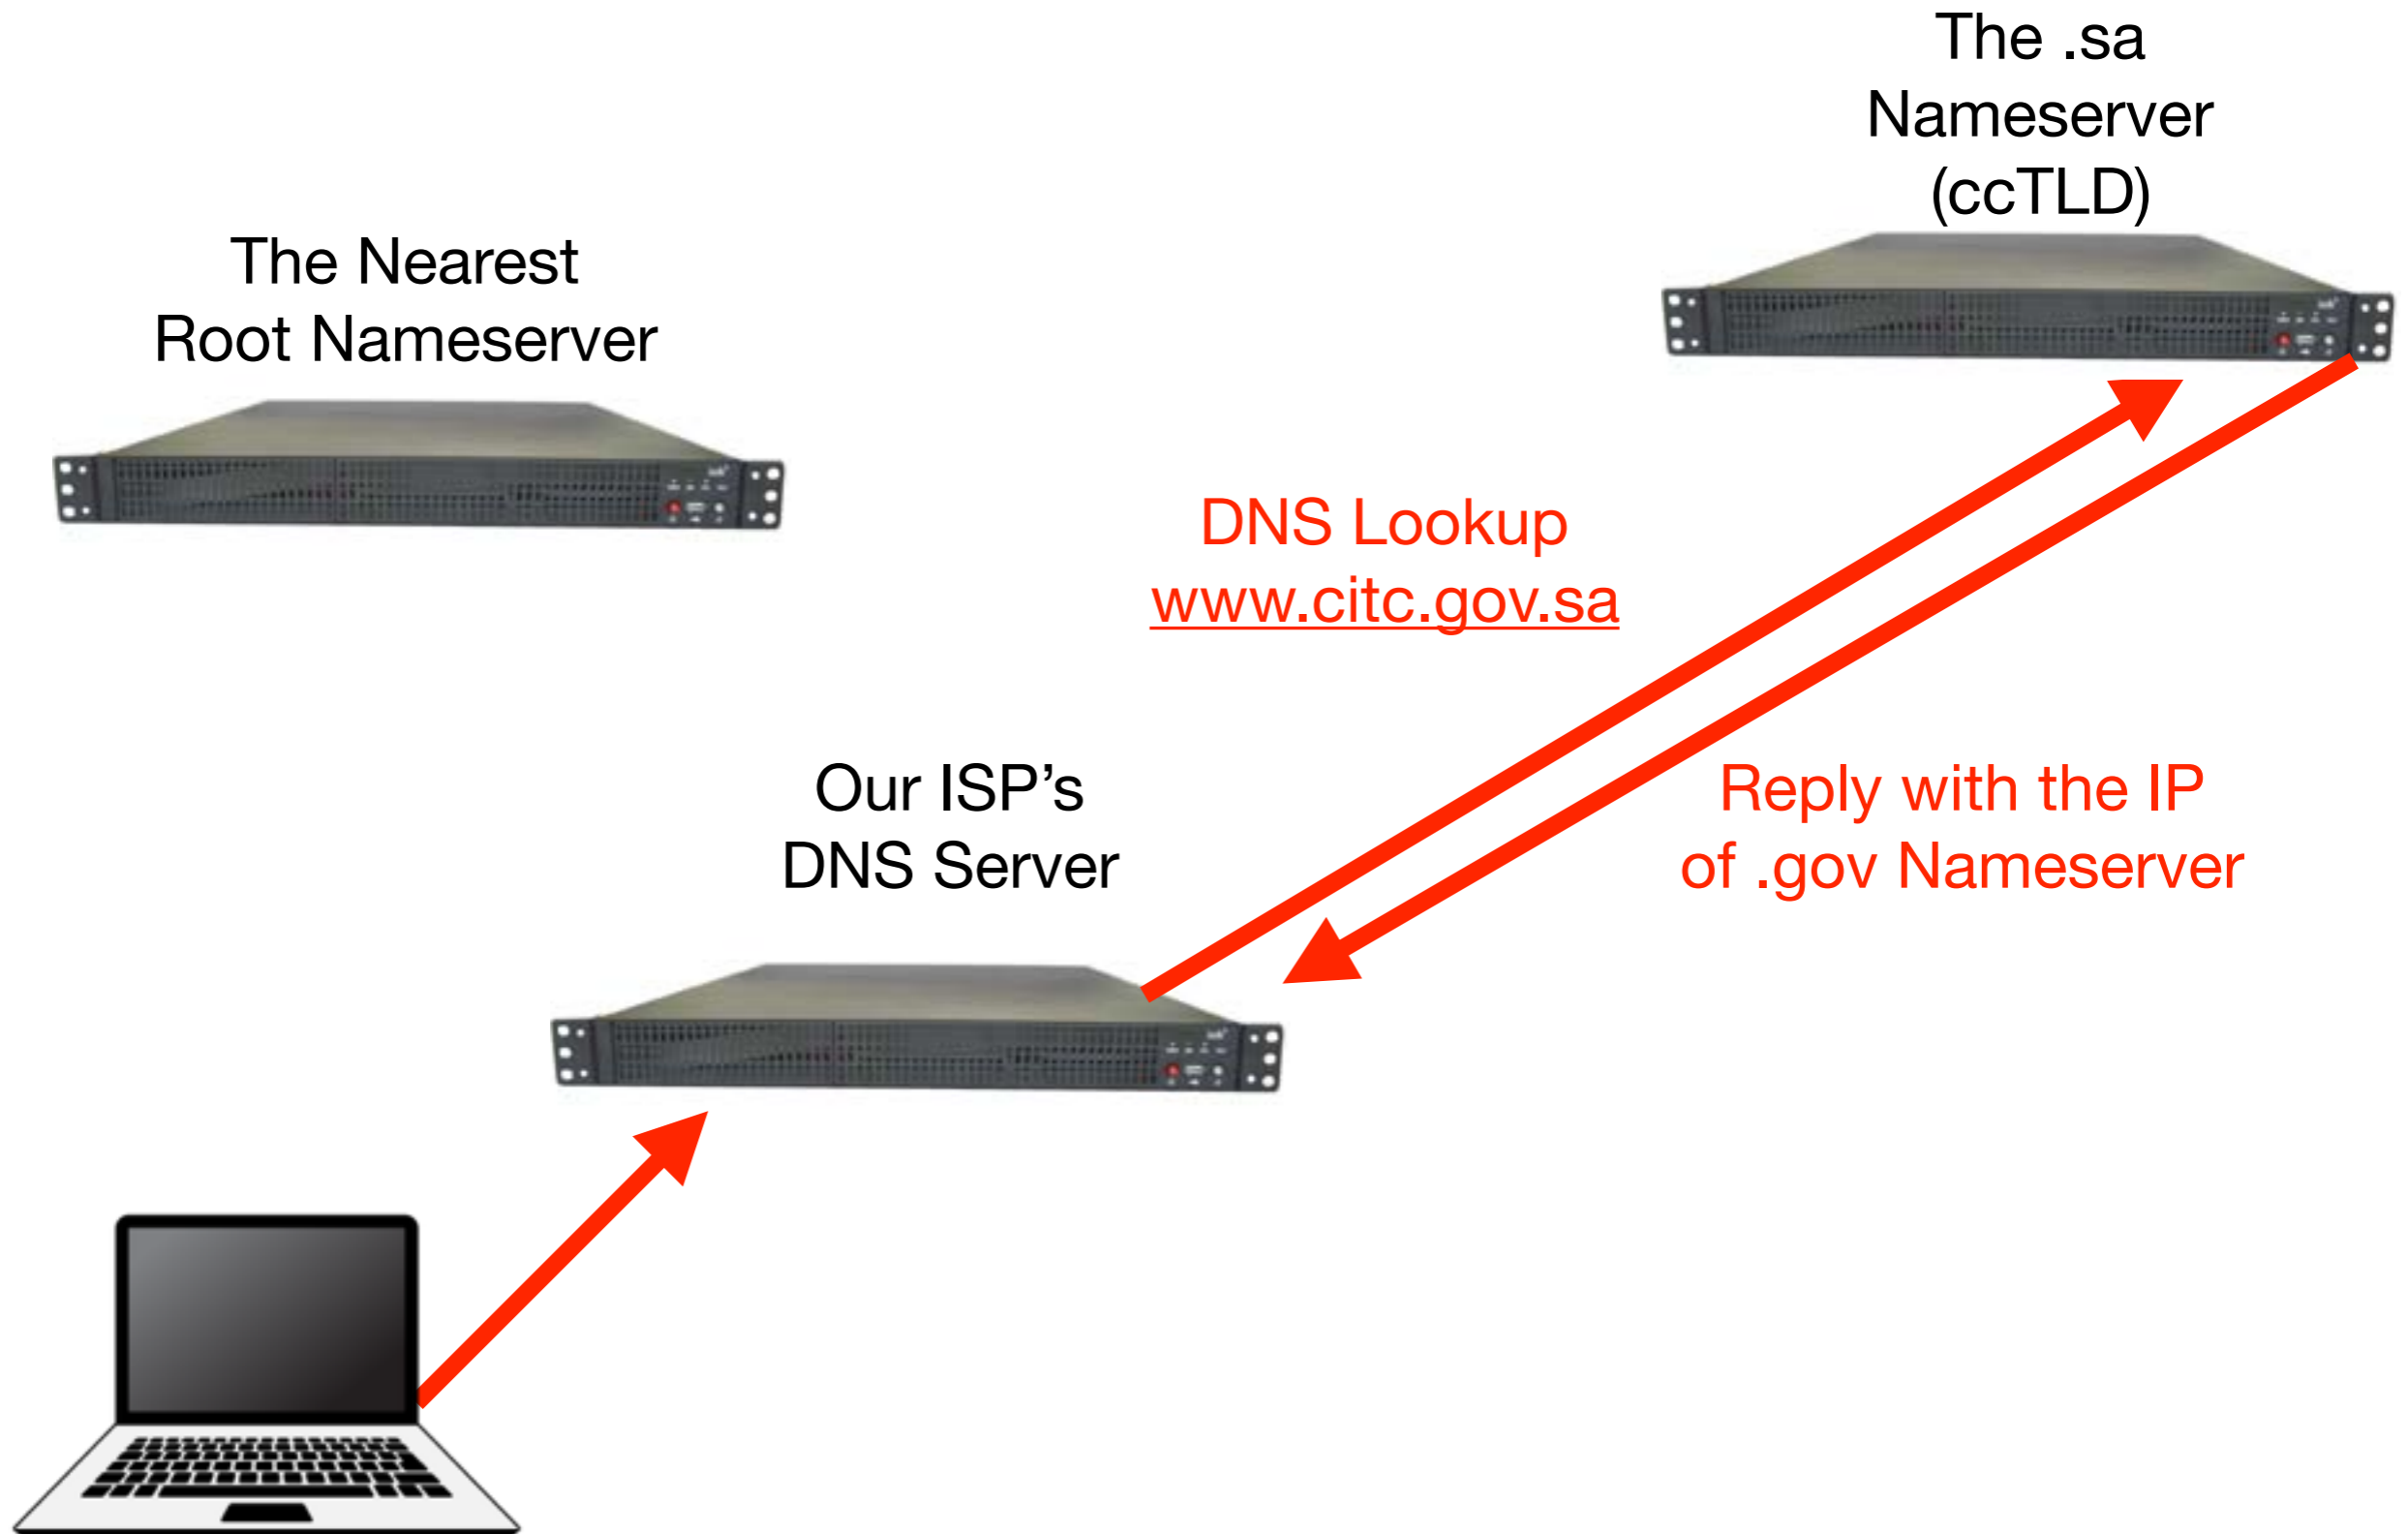 The .sa
Nameserver
(ccTLD)
The Nearest
Root Nameserver
DNS Lookup
www.citc.gov.sa
Our ISP’s
DNS Server
Reply with the IP
of .gov Nameserver